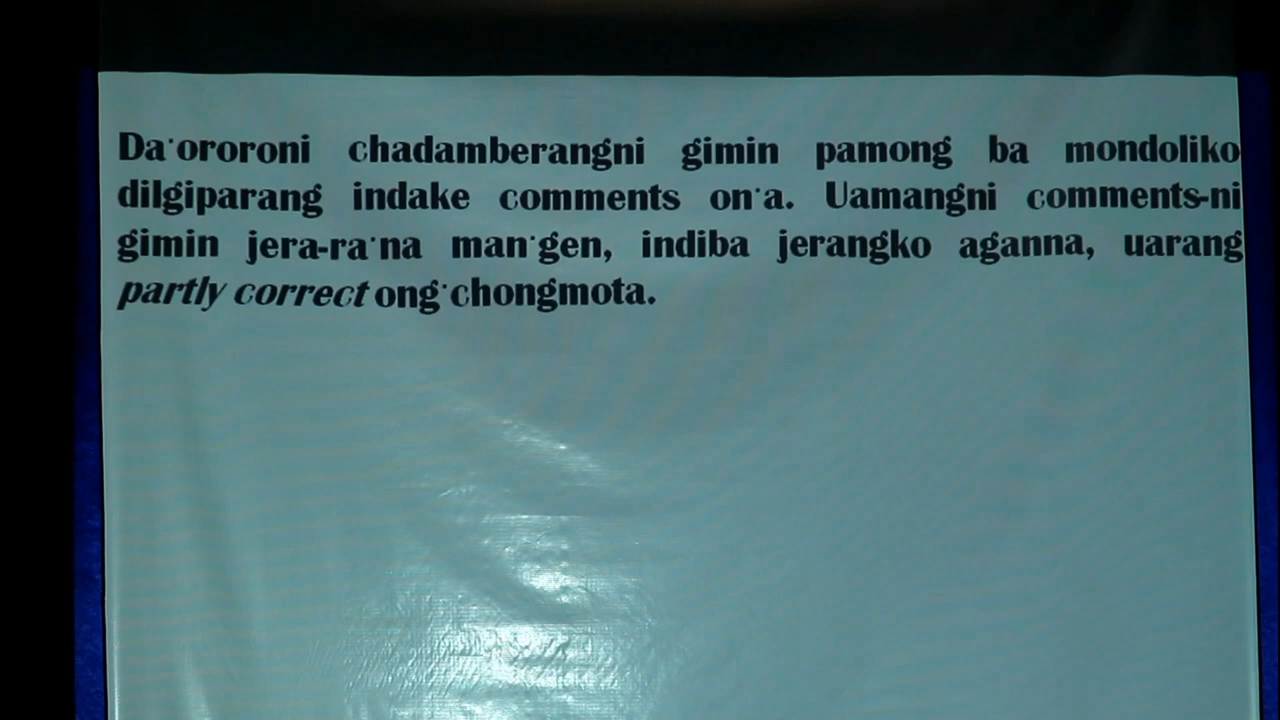 Da·ororoni chadamberangni gimin pamong ba mondoliko
dilgiparang indake comments on·a. Uamangni comments-ni
gimin jera-ra·na man·gen, indiba jerangko aganna, uarang
partly correct ong·chongmota.